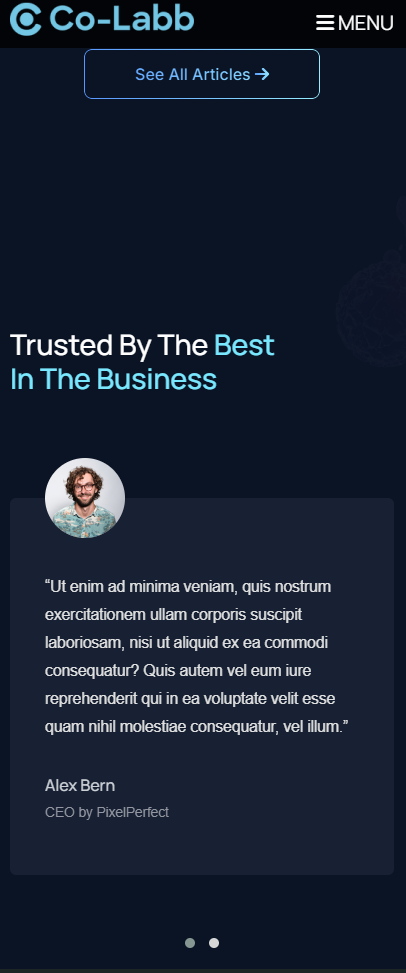 Co-Labb
MENU
See All Articles →
Trusted By The Best
In The Business
“Ut enim ad minima veniam, quis nostrum
exercitationem ullam corporis suscipit
laboriosam, nisi ut aliquid ex ea commodi
consequatur? Quis autem vel eum iure
reprehenderit qui in ea voluptate velit esse
quam nihil molestiae consequatur, vel illum.”
Alex Bern
CEO by PixelPerfect